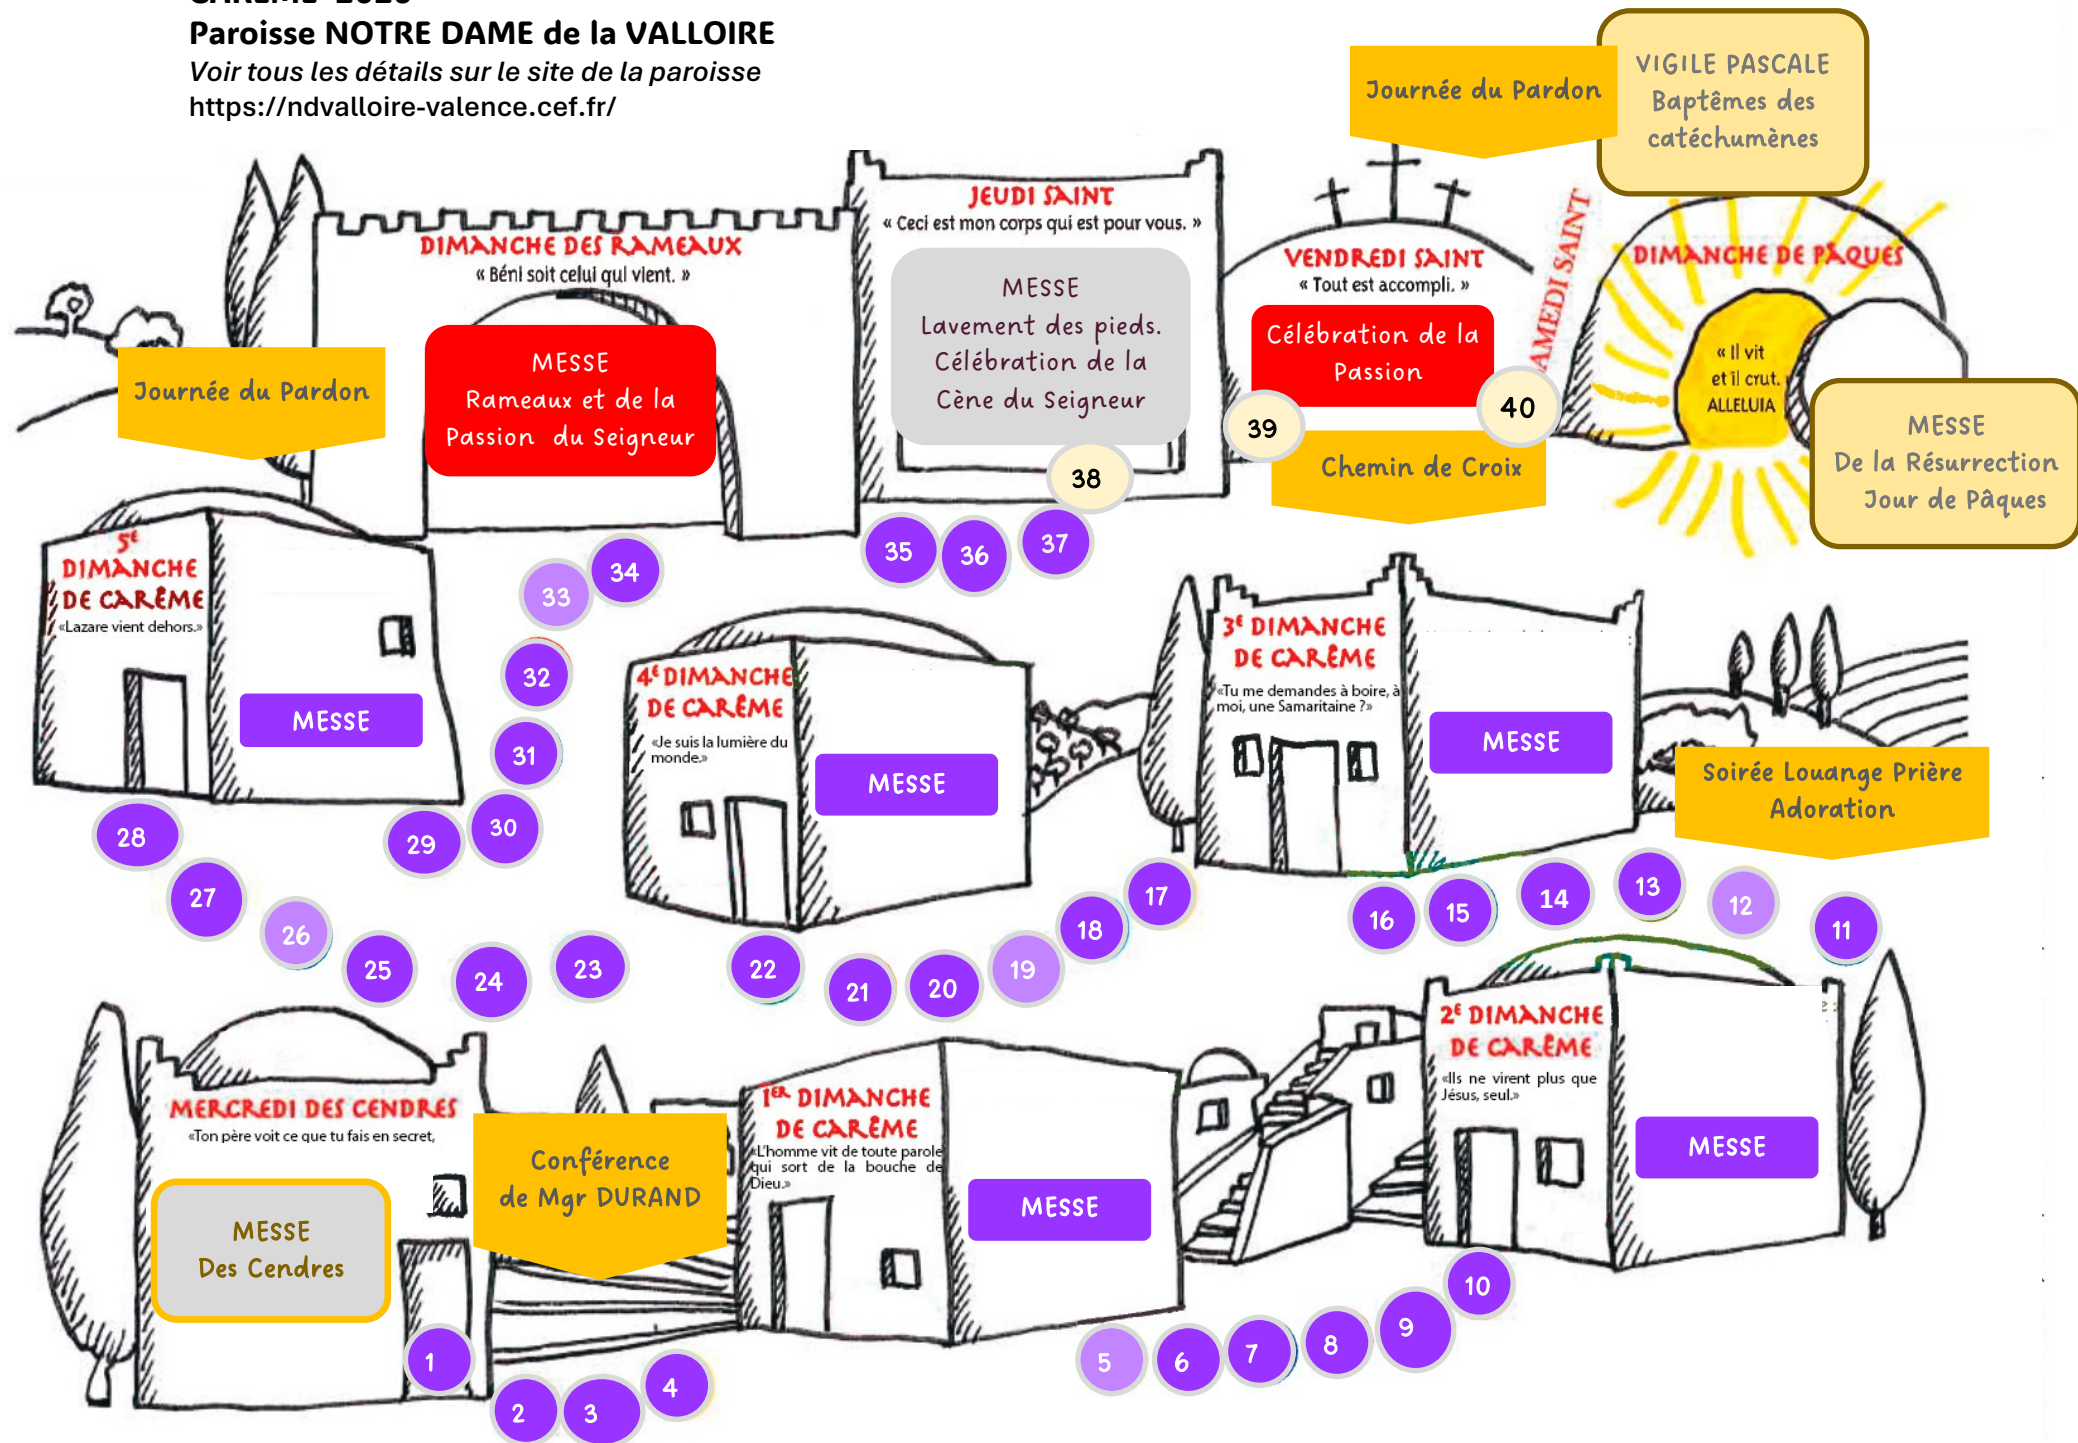 Paroisse NOTRE DAME de la VALLOIRE
Voir tous les détails sur le site de la paroisse
https://ndvalloire-valence.cef.fr/
Journée du Pardon
VIGILE PASCALE
Baptêmes des
catéchumènes
DIMANCHE DES RAMEAUX
« Béni soit celui qui vient. »
MESSE
Rameaux et de la
Passion du Seigneur
Journée du Pardon
JEUDI SAINT
« Ceci est mon corps qui est pour vous. »
MESSE
Lavement des pieds.
Célébration de la
Cène du Seigneur
38
VENDREDI SAINT
« Tout est accompli. »
Célébration de la
Passion
39
40
Chemin de Croix
AMEDI SAINT
DIMANCHE DE PÂQUES
« Il vit
et il crut.
ALLELUIA
MESSE
De la Résurrection
Jour de Pâques
5E
DIMANCHE
DE CARÊME
«Lazare vient dehors.»
MESSE
33
34
35
36
37
32
31
30
29
28
27
26
25
24
23
4E DIMANCHE
DE CARÊME
«Je suis la lumière du
monde.»
MESSE
22
21
20
19
18
17
3E DIMANCHE
DE CARÊME
«Tu me demandes à boire, à
moi, une Samaritaine ?»
MESSE
Soirée Louange Prière
Adoration
16
15
14
13
12
11
MERCREDI DES CENDRES
«Ton père voit ce que tu fais en secret,
MESSE
Des Cendres
1
2
3
4
Conférence
de Mgr DURAND
1ER DIMANCHE
DE CARÊME
«L'homme vit de toute parole
qui sort de la bouche de
Dieu.»
MESSE
5
6
7
8
9
10
2E DIMANCHE
DE CARÊME
«Ils ne virent plus que
Jésus, seul.»
MESSE